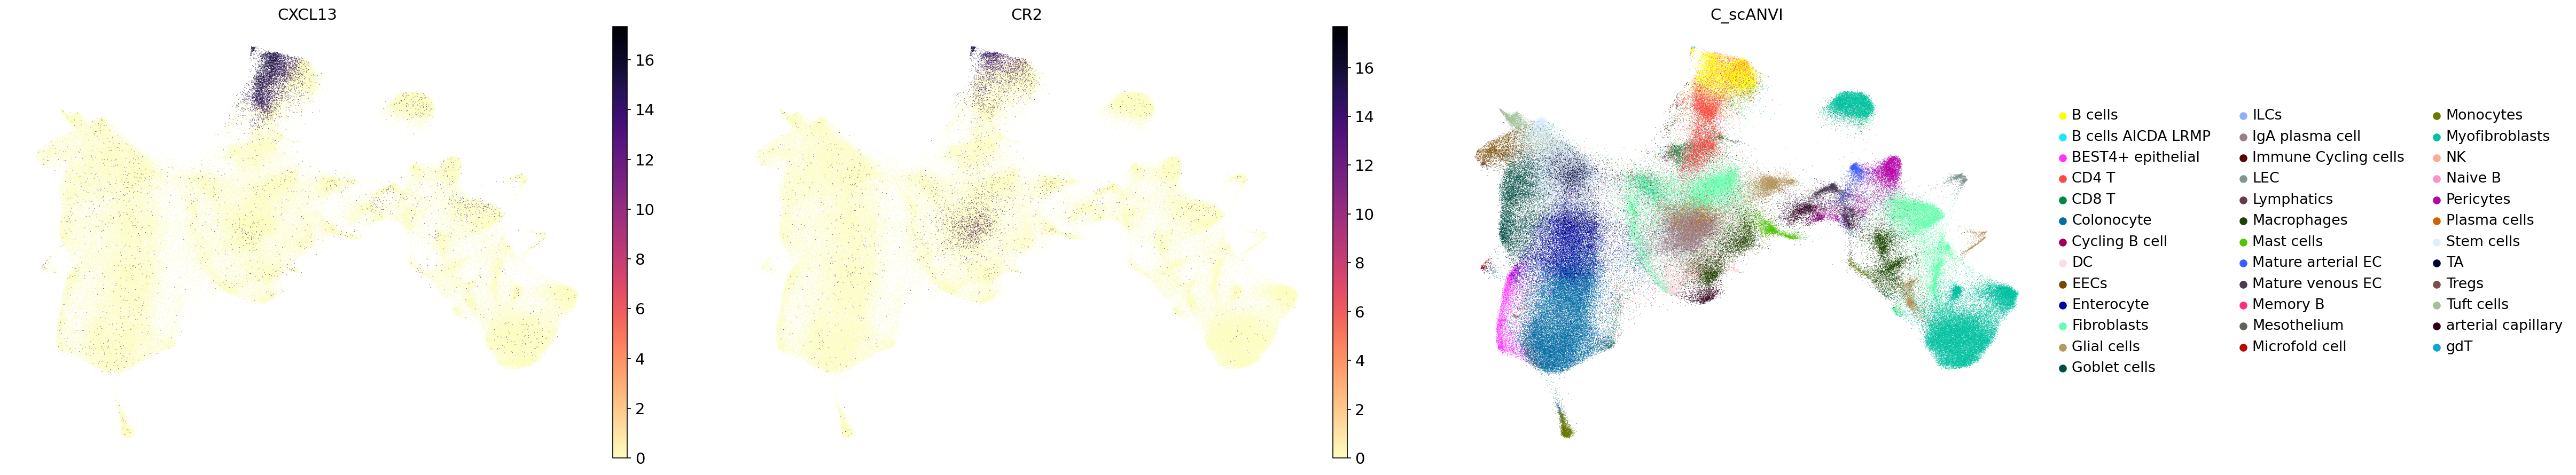 CXCL13
CR2
C_scANVI
16
14
12
10
8
6
4
2
0
16
14
12
10
8
6
4
2
0
B cells
B cells AICDA LRMP
BEST4+ epithelial
CD4 T
CD8 T
Colonocyte
Cycling B cell
DC
EECs
Enterocyte
Fibroblasts
Glial cells
Goblet cells
ILCs
IgA plasma cell
Immune Cycling cells
LEC
Lymphatics
Macrophages
Mast cells
Mature arterial EC
Mature venous EC
Memory B
Mesothelium
Microfold cell
Monocytes
Myofibroblasts
NK
Naive B
Pericytes
Plasma cells
Stem cells
TA
Tregs
Tuft cells
arterial capillary
gdT